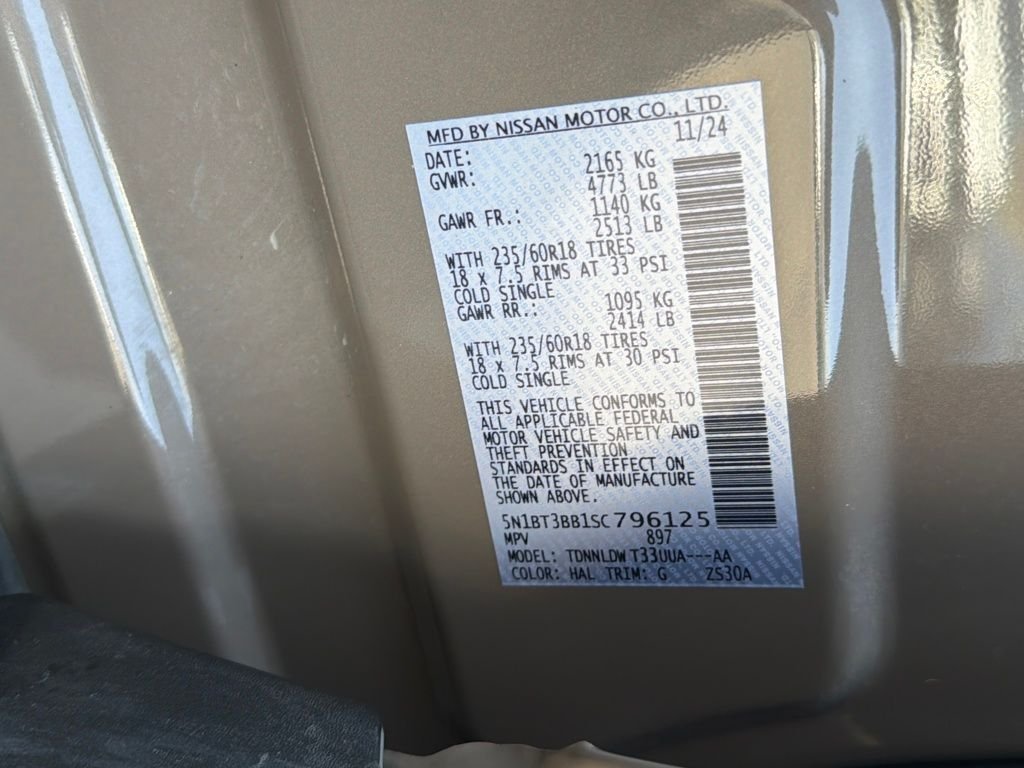 MFD BY NISSAN MOTOR CO., LTD.
DATE: 11/24
GVWR: 2165 KG
4773 LB
GAWR FR.: 1140 KG
2513 LB
WITH 235/60R18 TIRES
18 X 7.5 RIMS AT 33 PSI
COLD SINGLE
GAWR RR.: 1095 KG
2414 LB
WITH 235/60R18 TIRES
18 X 7.5 RIMS AT 30 PSI
COLD SINGLE
THIS VEHICLE CONFORMS TO
ALL APPLICABLE FEDERAL
MOTOR VEHICLE SAFETY AND
THEFT PREVENTION
STANDARDS IN EFFECT ON
THE DATE OF MANUFACTURE
SHOWN ABOVE.
5N1BT3BB1SC796125
MPV 897
MODEL: TDNNLDW T33UUA---AA
COLOR: HAL TRIM: G ZS30A